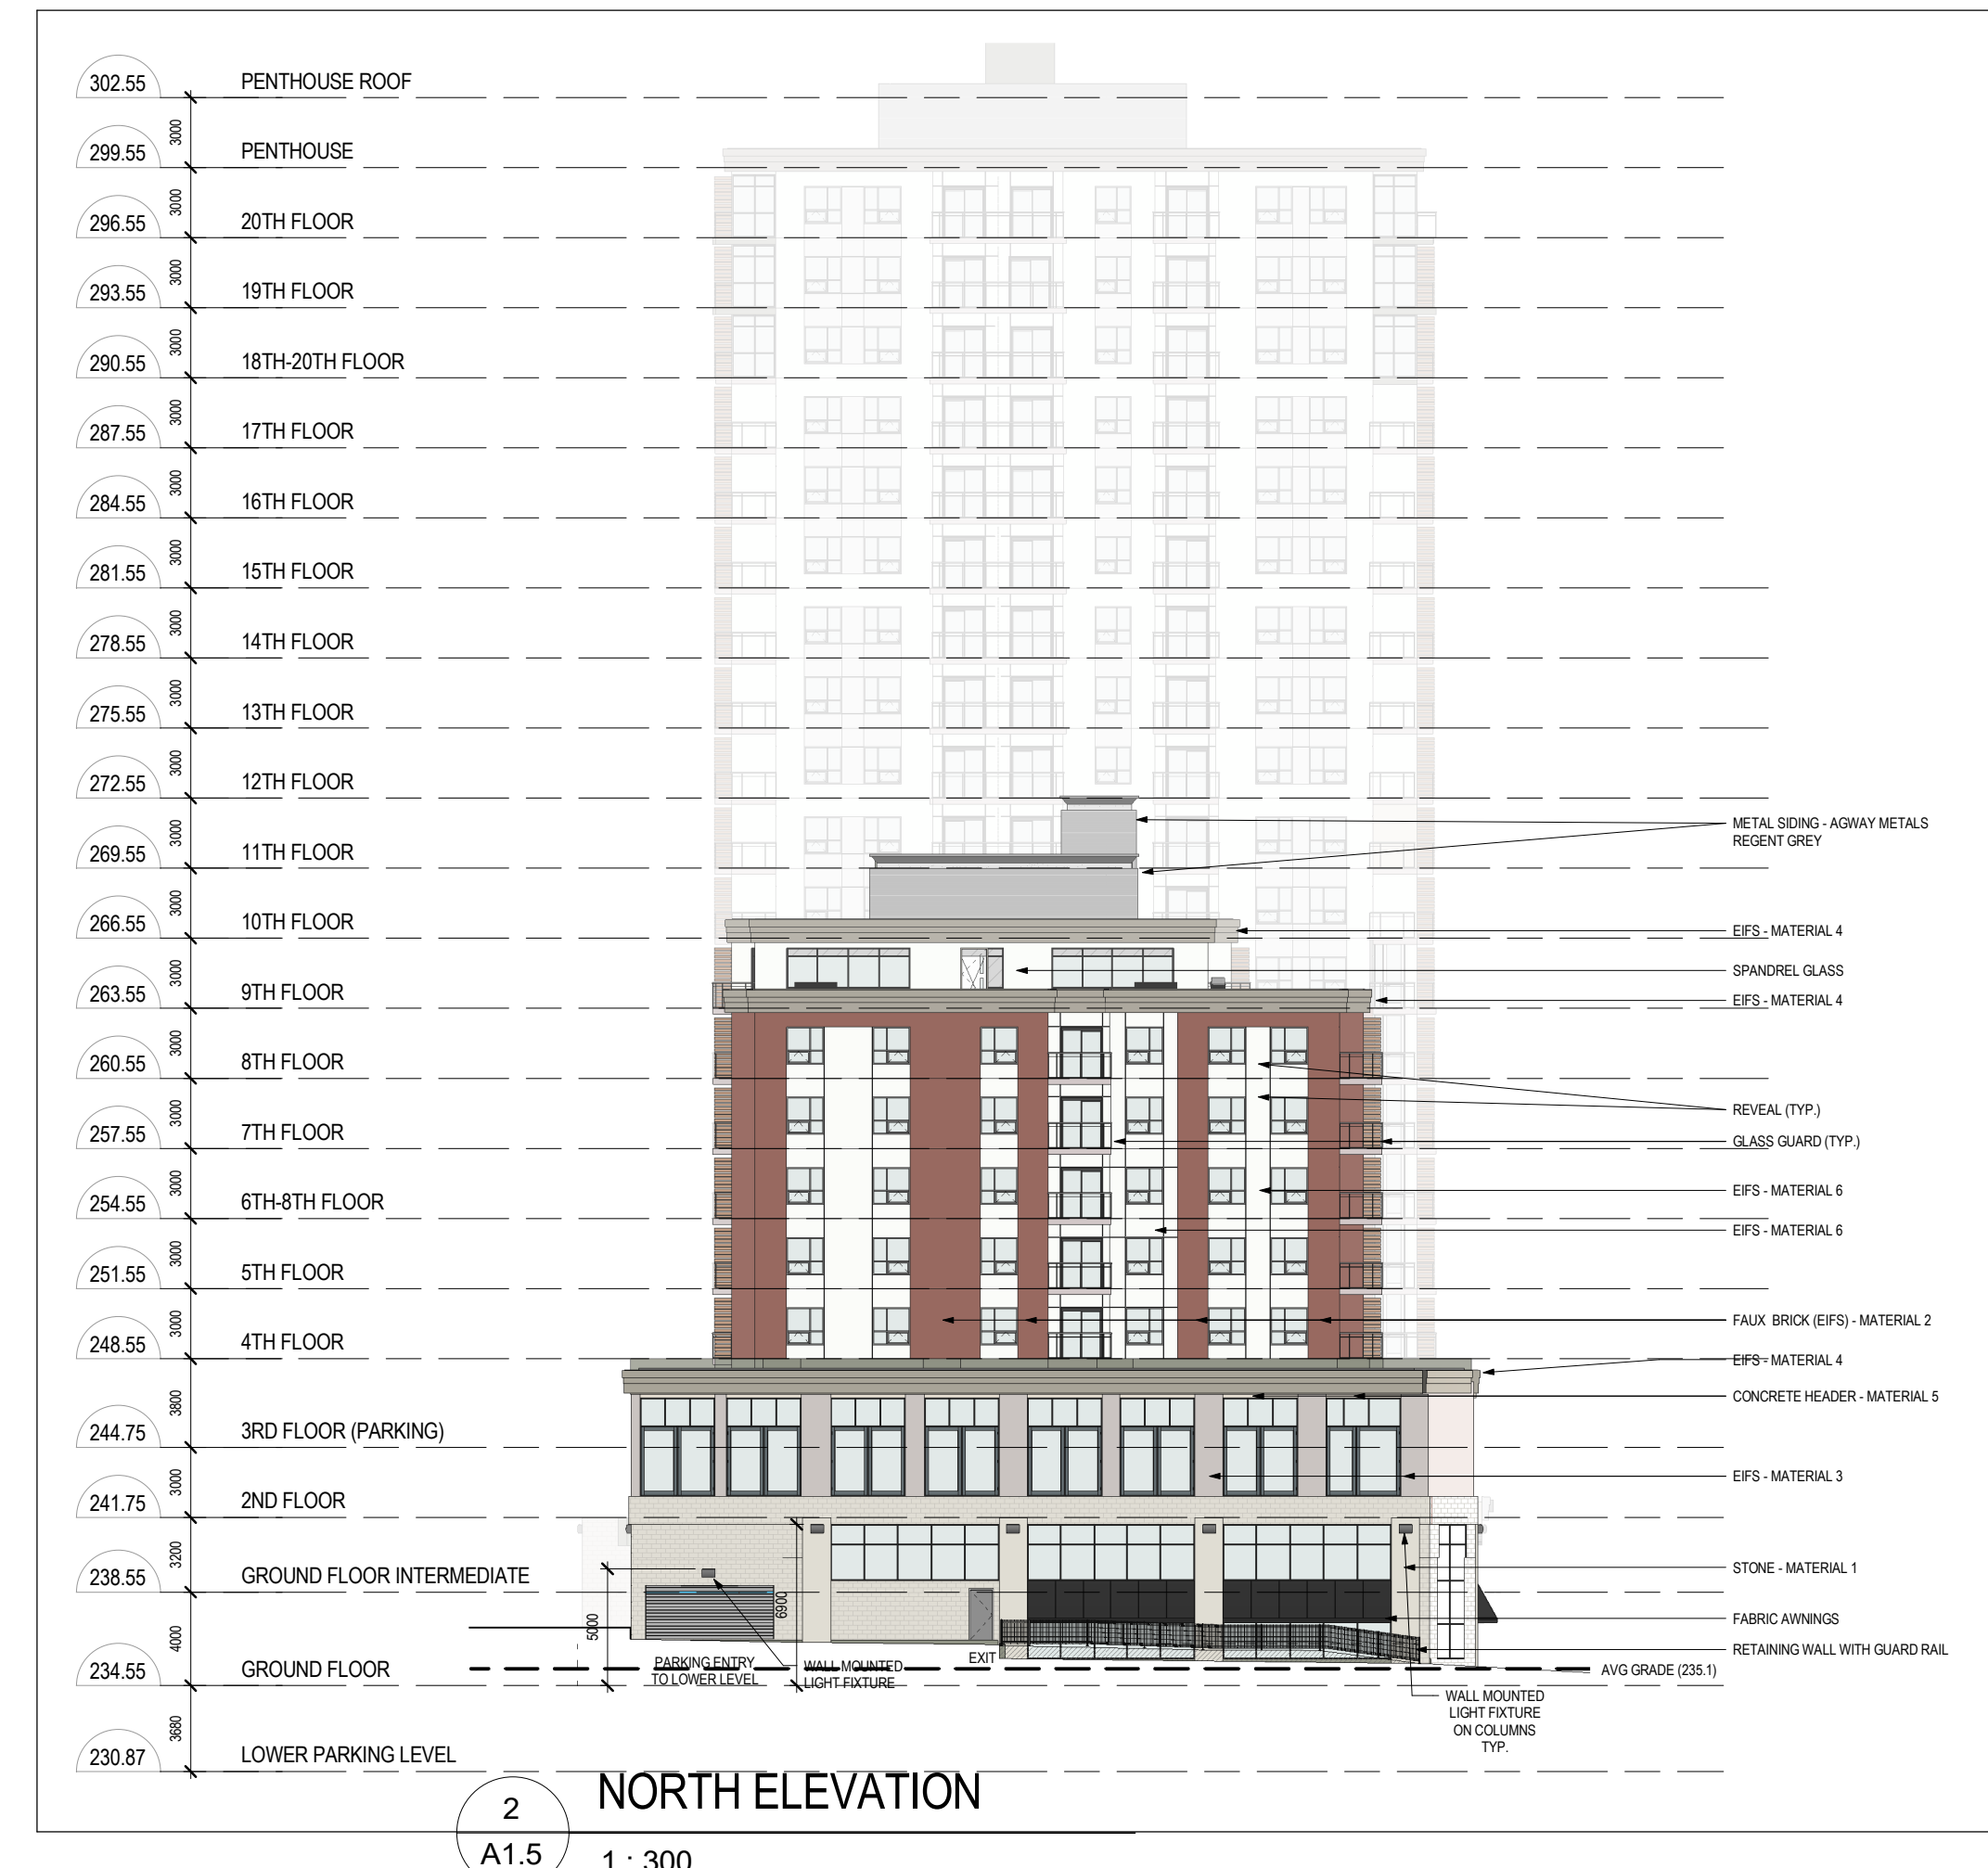 302.55 PENTHOUSE ROOF
3000
299.55 PENTHOUSE
3000
296.55 20TH FLOOR
3000
293.55 19TH FLOOR
3000
290.55 18TH-20TH FLOOR
3000
287.55 17TH FLOOR
3000
284.55 16TH FLOOR
3000
281.55 15TH FLOOR
3000
278.55 14TH FLOOR
3000
275.55 13TH FLOOR
3000
272.55 12TH FLOOR
3000
269.55 11TH FLOOR
3000
266.55 10TH FLOOR
3000
263.55 9TH FLOOR
3000
260.55 8TH FLOOR
3000
257.55 7TH FLOOR
3000
254.55 6TH-8TH FLOOR
3000
251.55 5TH FLOOR
3000
248.55 4TH FLOOR
3800
244.75 3RD FLOOR (PARKING)
3000
241.75 2ND FLOOR
3200
238.55 GROUND FLOOR INTERMEDIATE
4000
234.55 GROUND FLOOR
3680
230.87 LOWER PARKING LEVEL
METAL SIDING - AGWAY METALS
REGENT GREY
EIFS - MATERIAL 4
SPANDREL GLASS
EIFS - MATERIAL 4
REVEAL (TYP.)
GLASS GUARD (TYP.)
EIFS - MATERIAL 6
EIFS - MATERIAL 6
FAUX BRICK (EIFS) - MATERIAL 2
EIFS - MATERIAL 4
CONCRETE HEADER - MATERIAL 5
EIFS - MATERIAL 3
STONE - MATERIAL 1
FABRIC AWNINGS
RETAINING WALL WITH GUARD RAIL
AVG GRADE (235.1)
5000
6900
PARKING ENTRY
TO LOWER LEVEL
WALL MOUNTED
LIGHT FIXTURE
EXIT
WALL MOUNTED
LIGHT FIXTURE
ON COLUMNS
TYP.
2
A1.5
NORTH ELEVATION
1 : 300